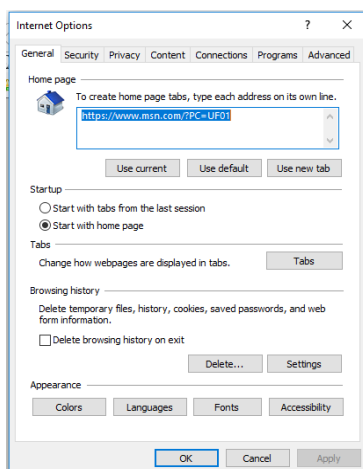 Internet Options
? X
General Security Privacy Content Connections Programs Advanced
Home page
To create home page tabs, type each address on its own line.
https://www.msn.com/?PC=UF01
Use current Use default Use new tab
Startup
Start with tabs from the last session
Start with home page
Tabs
Change how webpages are displayed in tabs. Tabs
Browsing history
Delete temporary files, history, cookies, saved passwords, and web
form information.
Delete browsing history on exit
Delete... Settings
Appearance
Colors Languages Fonts Accessibility
OK Cancel Apply